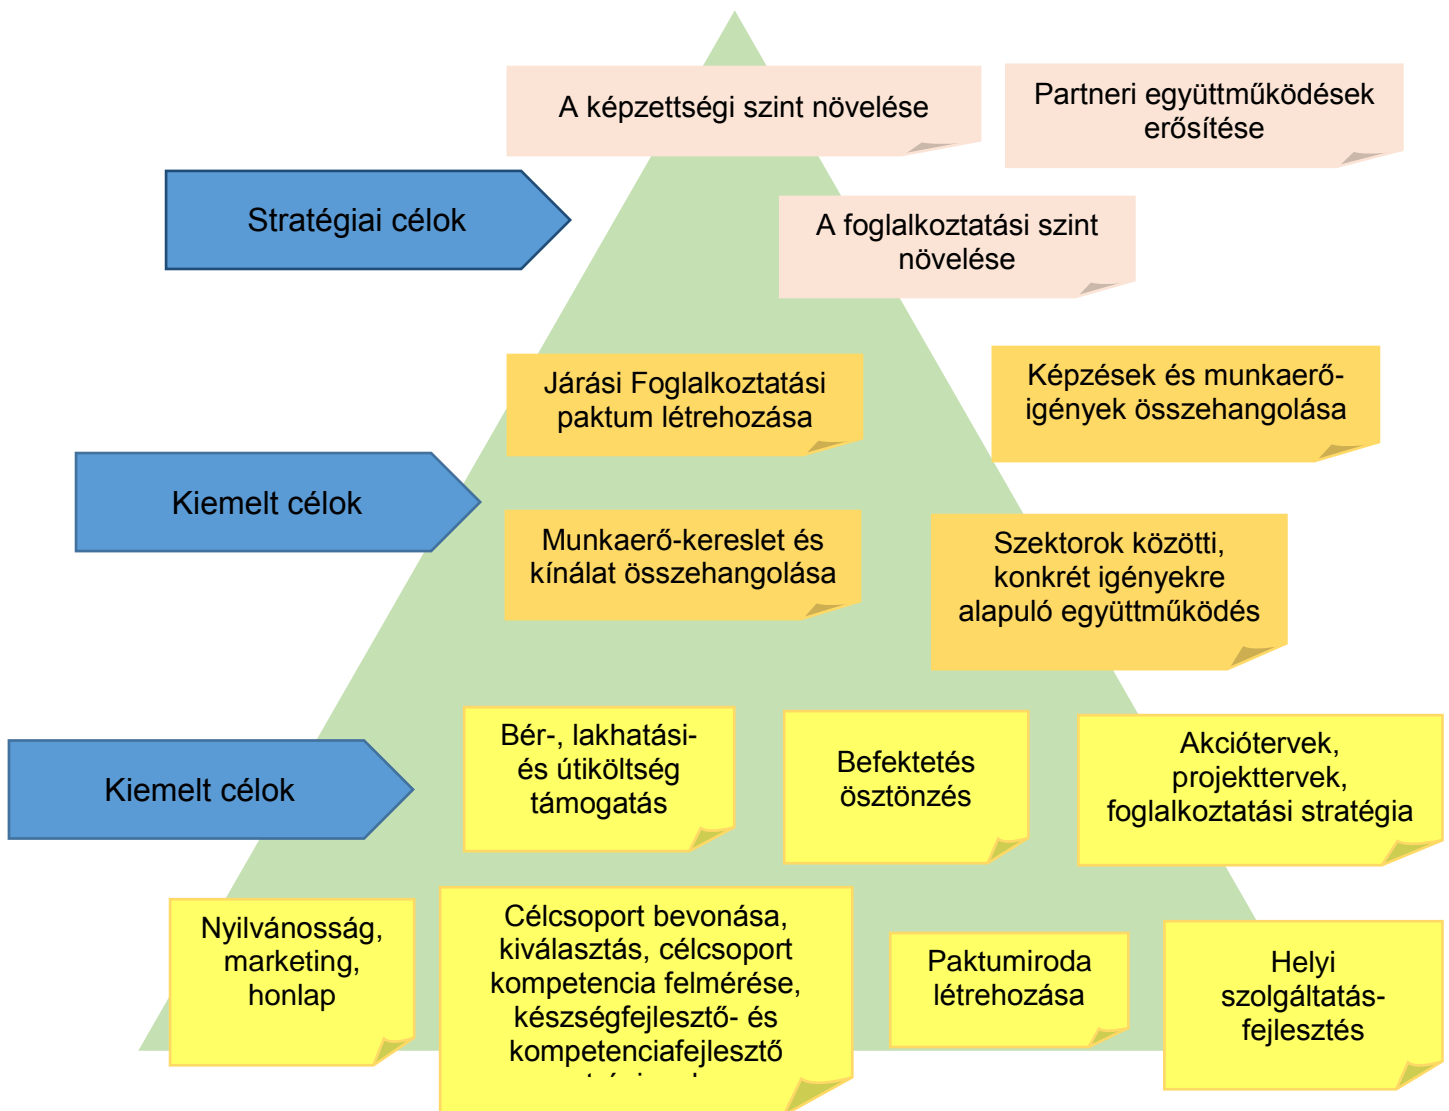 A képzettségi szint növelése
Partneri együttműködések
erősítése
Stratégiai célok
A foglalkoztatási szint
növelése
Járási Foglalkoztatási
paktum létrehozása
Képzések és munkaerő-
igények összehangolása
Kiemelt célok
Munkaerő-kereslet és
kínálat összehangolása
Szektorok közötti,
konkrét igényekre
alapuló együttműködés
Kiemelt célok
Bér-, lakhatási-
és útiköltség
támogatás
Befektetés
ösztönzés
Akciótervek,
projekttervek,
foglalkoztatási stratégia
Nyilvánosság,
marketing,
honlap
Célcsoport bevonása,
kiválasztás, célcsoport
kompetencia felmérése,
készségfejlesztő- és
kompetenciafejlesztő
Paktumiroda
létrehozása
Helyi
szolgáltatás-
fejlesztés